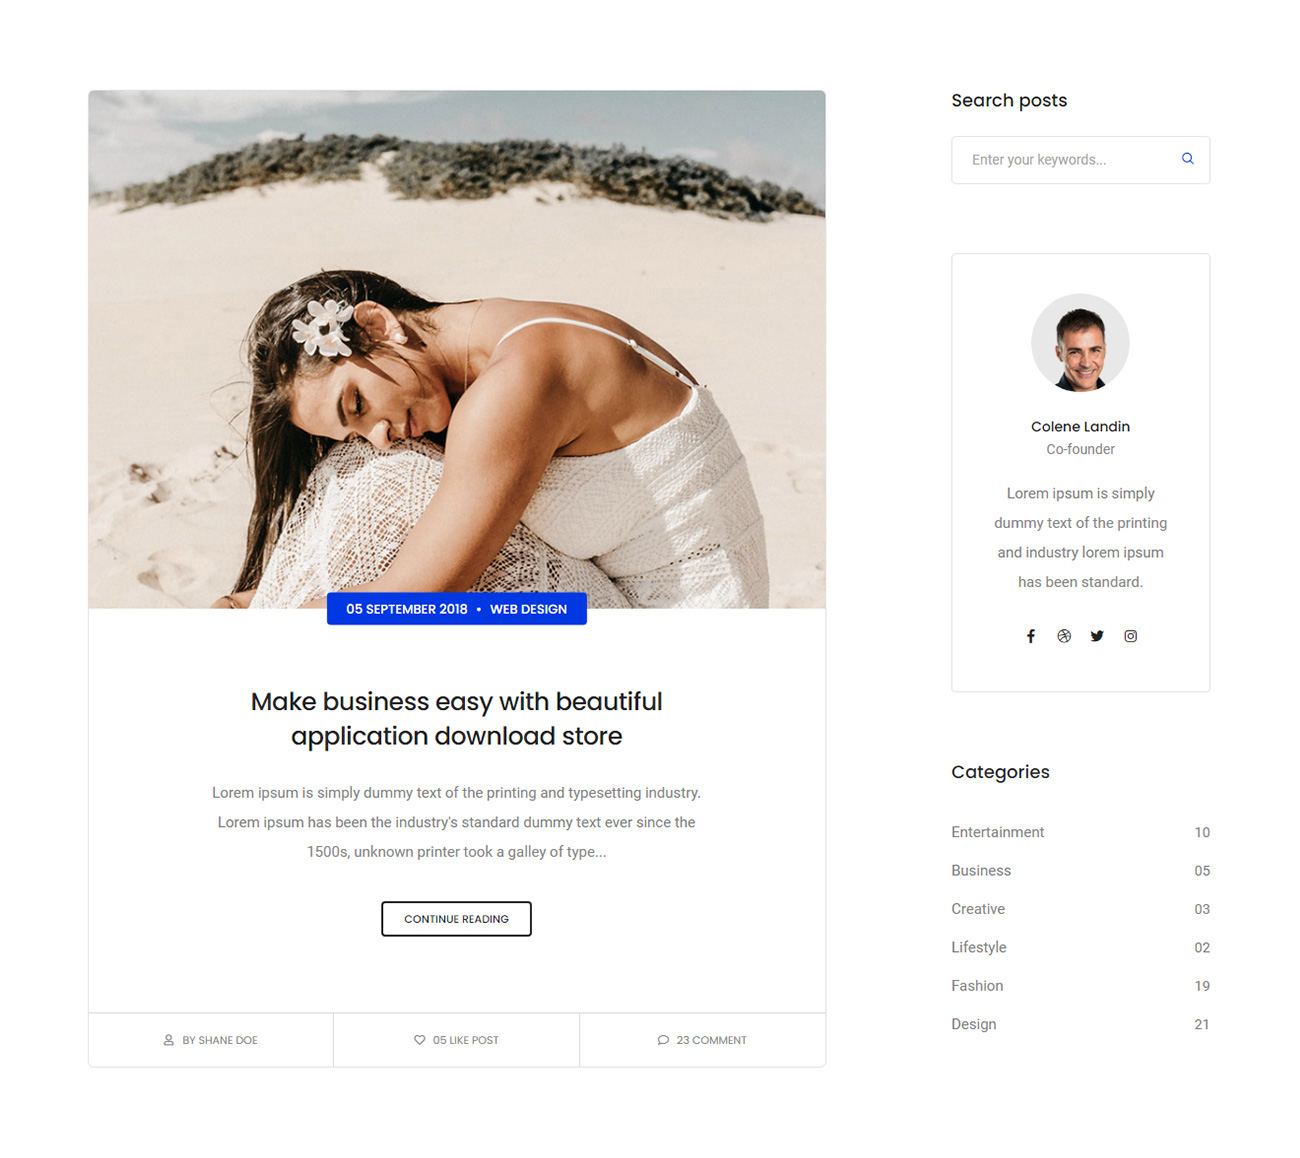 05 SEPTEMBER 2018 • WEB DESIGN
Make business easy with beautiful
application download store
Lorem ipsum is simply dummy text of the printing and typesetting industry.
Lorem ipsum has been the industry's standard dummy text ever since the
1500s, unknown printer took a galley of type...
CONTINUE READING
BY SHANE DOE
05 LIKE POST
23 COMMENT
Search posts
Enter your keywords...
Colene Landin
Co-founder
Lorem ipsum is simply
dummy text of the printing
and industry lorem ipsum
has been standard.
Categories
Entertainment 10
Business 05
Creative 03
Lifestyle 02
Fashion 19
Design 21